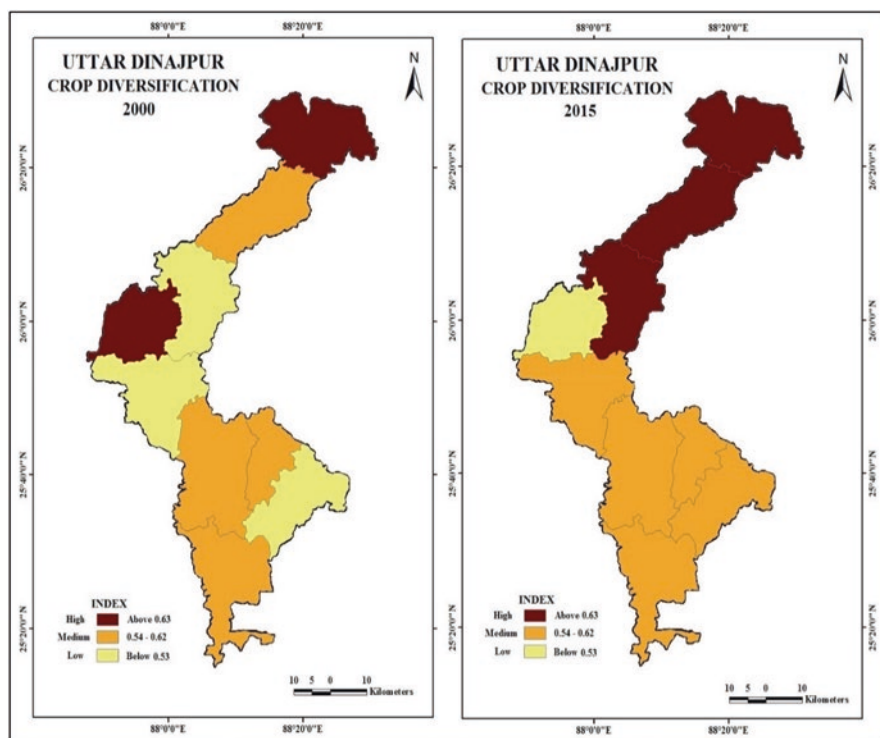 88°0'0"E 88°20'0"E
UTTAR DINAJPUR
CROP DIVERSIFICATION
2000
N
26°20'0"N
26°0'0"N
25°40'0"N
25°20'0"N
INDEX
High Above 0.63
Medium 0.54 - 0.62
Low Below 0.53
10 5 0 10
Kilometers
88°0'0"E 88°20'0"E
88°0'0"E 88°20'0"E
UTTAR DINAJPUR
CROP DIVERSIFICATION
2015
N
26°20'0"N
26°0'0"N
25°40'0"N
25°20'0"N
INDEX
High Above 0.63
Medium 0.54 - 0.62
Low Below 0.53
10 5 0 10
Kilometers
88°0'0"E 88°20'0"E